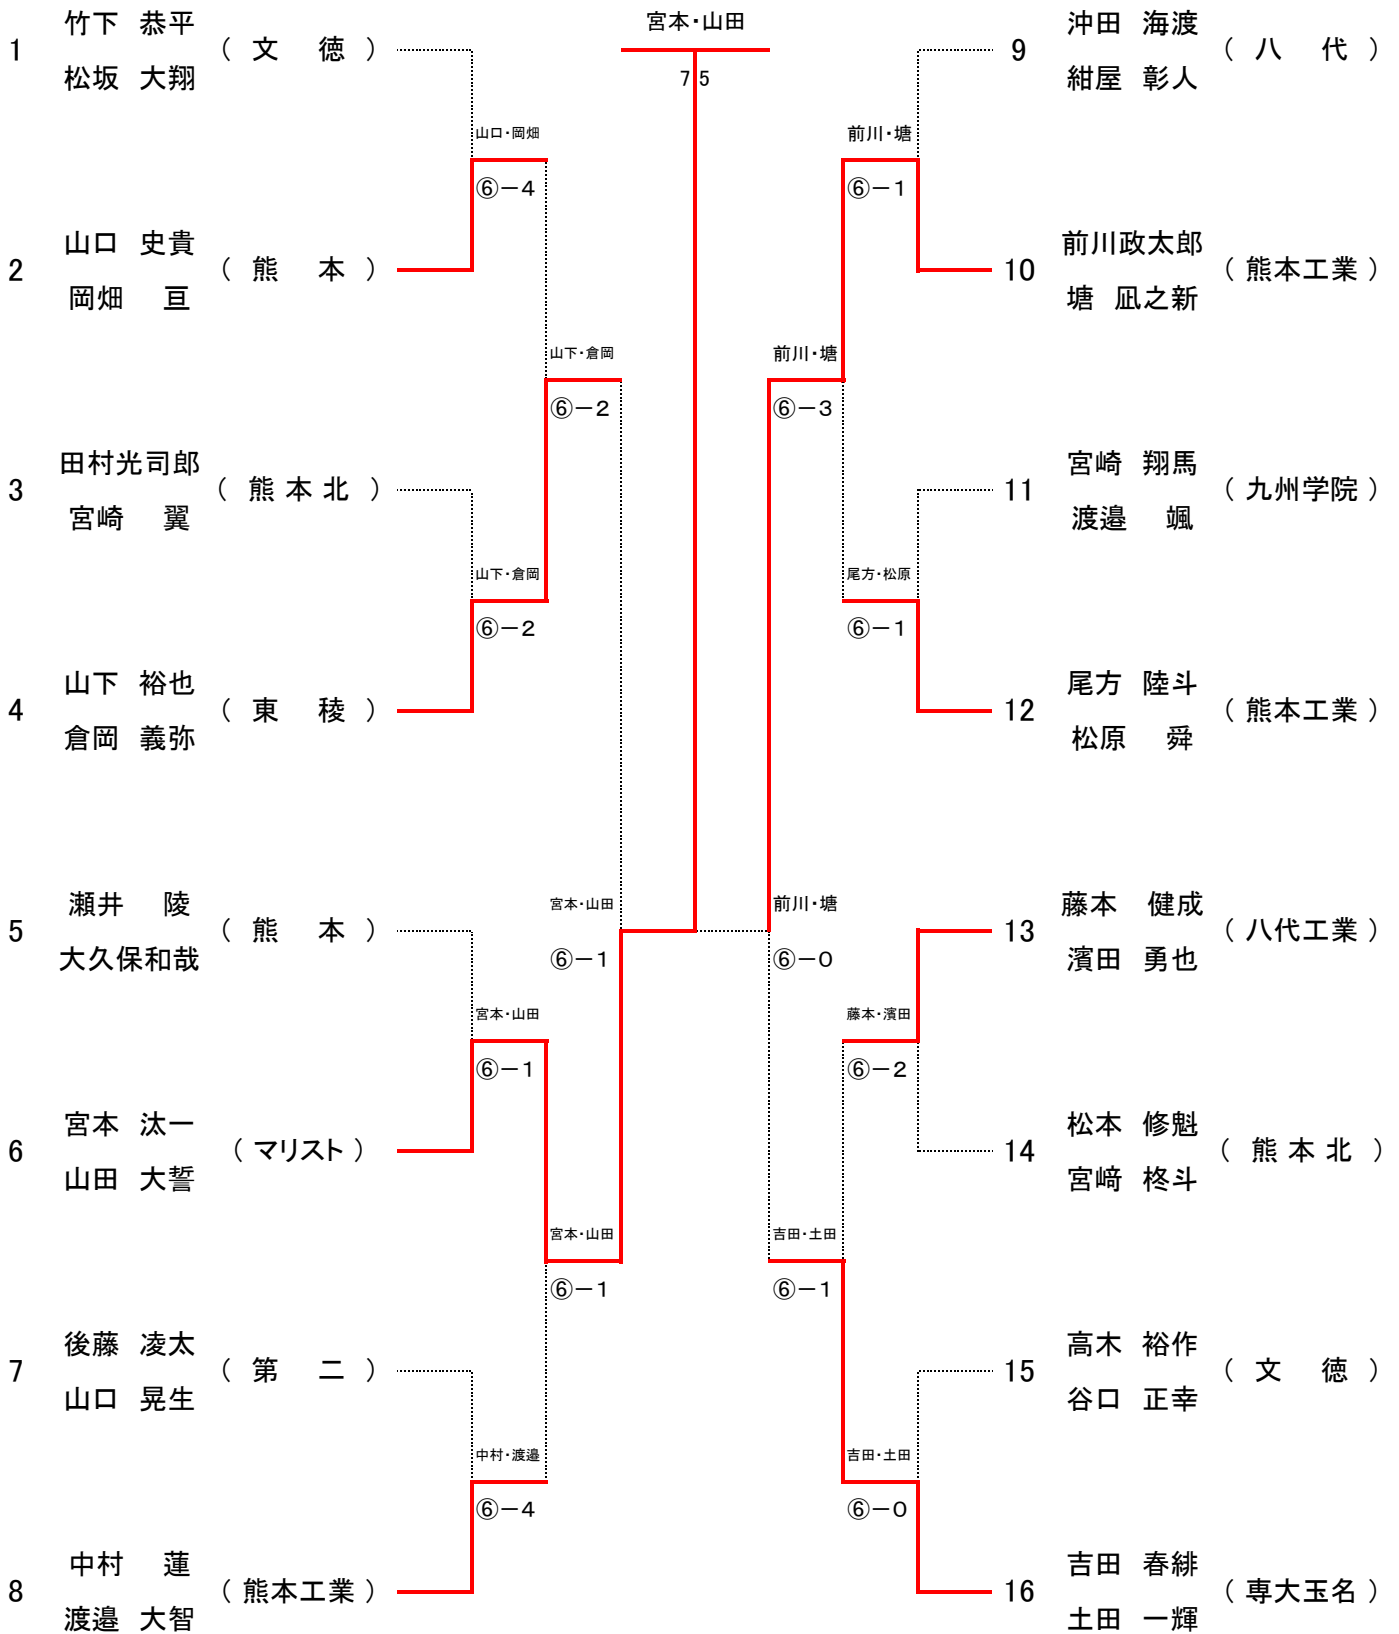 宮本・山田
7 5
1 竹下 恭平 松坂 大翔 ( 文 徳 )
山口・岡畑
⑥-4
2 山口 史貴 岡畑 亘 ( 熊 本 )
山下・倉岡
⑥-2
3 田村光司郎 宮崎 翼 ( 熊 本 北 )
山下・倉岡
⑥-2
4 山下 裕也 倉岡 義弥 ( 東 稜 )
宮本・山田
⑥-1
5 瀬井 陵 大久保和哉 ( 熊 本 )
宮本・山田
⑥-1
6 宮本 汰一 山田 大誓 ( マリスト )
宮本・山田
⑥-1
7 後藤 凌太 山口 晃生 ( 第 二 )
中村・渡邉
⑥-4
8 中村 蓮 渡邉 大智 ( 熊本工業 )
9 沖田 海渡 紺屋 彰人 ( 八 代 )
前川・塘
⑥-1
10 前川政太郎 塘 凪之新 ( 熊本工業 )
前川・塘
⑥-3
11 宮崎 翔馬 渡邉 颯 ( 九州学院 )
尾方・松原
⑥-1
12 尾方 陸斗 松原 舜 ( 熊本工業 )
前川・塘
⑥-0
13 藤本 健成 濱田 勇也 ( 八代工業 )
藤本・濱田
⑥-2
14 松本 修魁 宮﨑 柊斗 ( 熊 本 北 )
吉田・土田
⑥-1
15 高木 裕作 谷口 正幸 ( 文 徳 )
吉田・土田
⑥-0
16 吉田 春緋 土田 一輝 ( 専大玉名 )